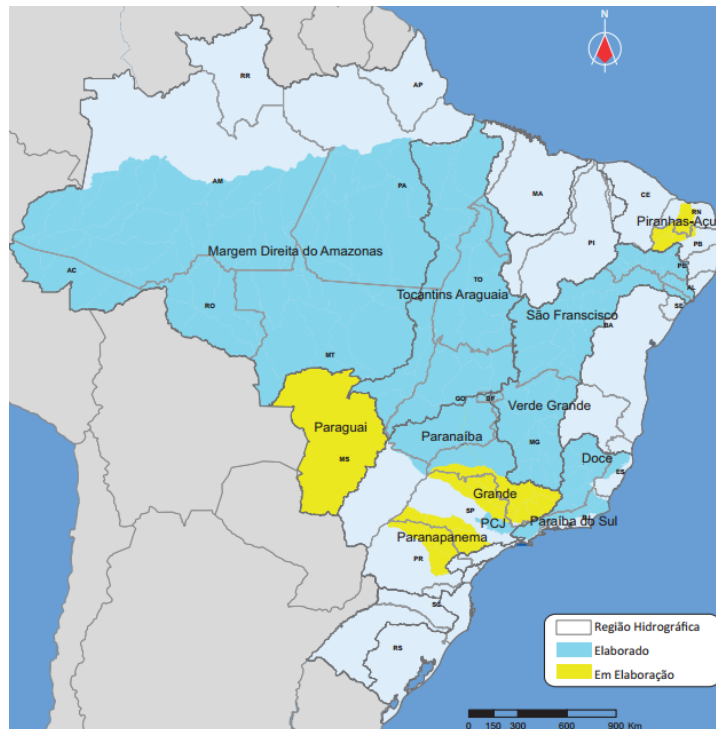 N
RR
AP
AM
PA
MA
CE
RN
Piranhas-Açu
PB
PI
Margem Direita do Amazonas
AC
RO
TO
Tocantins Araguaia
PE
AL
SE
São Franscisco
BA
MT
Paraguai
MS
GO
DF
Verde Grande
Paranaíba
MG
Doce
ES
Grande
SP
PCJ
RJ
Paraíba do Sul
Paranapanema
PR
SC
RS
Região Hidrográfica
Elaborado
Em Elaboração
0 150 300 600 900 Km